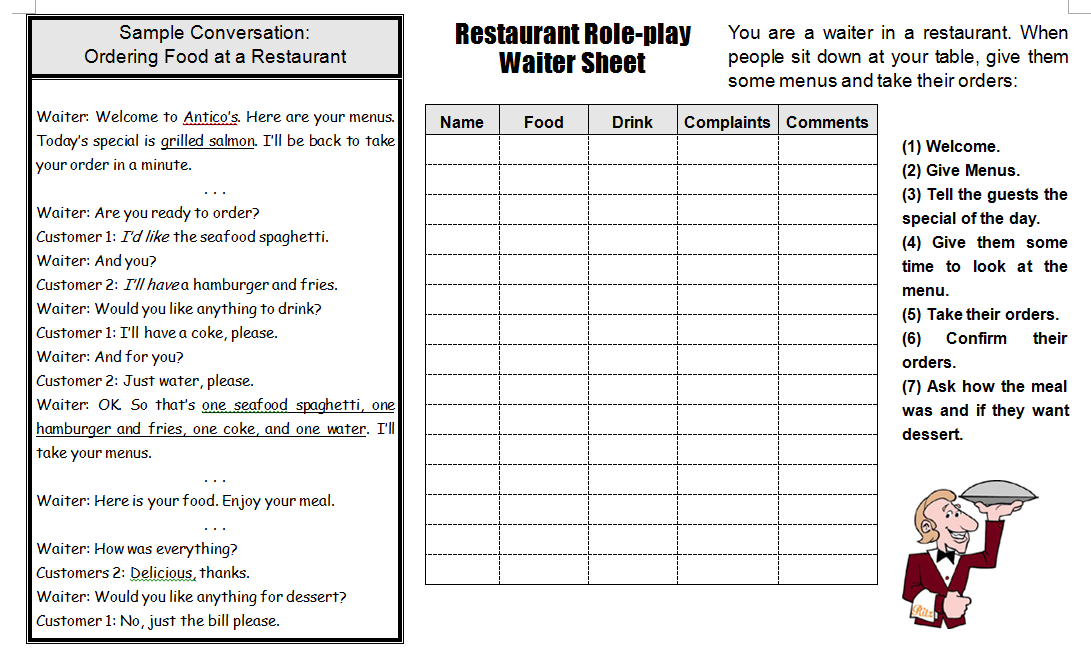 Sample Conversation:
Ordering Food at a Restaurant
Waiter: Welcome to Antico's. Here are your menus.
Today's special is grilled salmon. I'll be back to take
your order in a minute.
. . .
Waiter: Are you ready to order?
Customer 1: I'd like the seafood spaghetti.
Waiter: And you?
Customer 2: I'll have a hamburger and fries.
Waiter: Would you like anything to drink?
Customer 1: I'll have a coke, please.
Waiter: And for you?
Customer 2: Just water, please.
Waiter: OK. So that's one seafood spaghetti, one
hamburger and fries, one coke, and one water. I'll
take your menus.
. . .
Waiter: Here is your food. Enjoy your meal.
. . .
Waiter: How was everything?
Customers 2: Delicious, thanks.
Waiter: Would you like anything for dessert?
Customer 1: No, just the bill please.
Restaurant Role-play
Waiter Sheet
Name Food Drink Complaints Comments
You are a waiter in a restaurant. When
people sit down at your table, give them
some menus and take their orders:
(1) Welcome.
(2) Give Menus.
(3) Tell the guests the
special of the day.
(4) Give them some
time to look at the
menu.
(5) Take their orders.
(6) Confirm their
orders.
(7) Ask how the meal
was and if they want
dessert.
Ritz